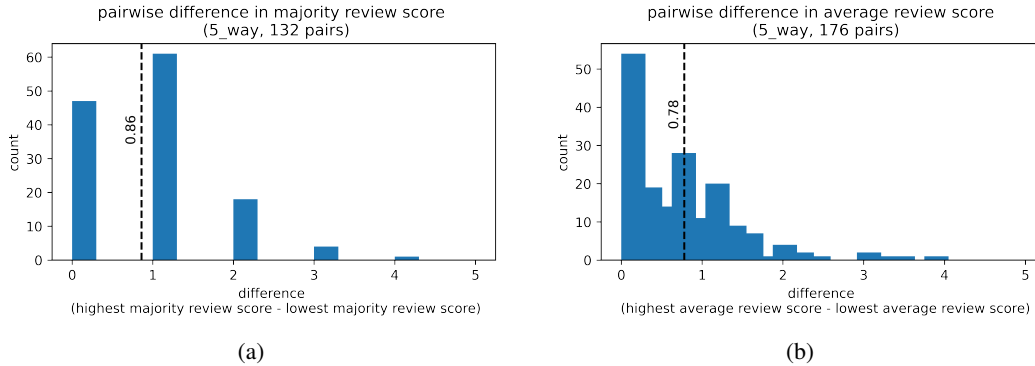 pairwise difference in majority review score
(5_way, 132 pairs)
60
50
40
30
20
10
0
count
0.86
0 1 2 3 4 5
difference
(highest majority review score - lowest majority review score)
(a)
pairwise difference in average review score
(5_way, 176 pairs)
50
40
30
20
10
0
count
0.78
0 1 2 3 4 5
difference
(highest average review score - lowest average review score)
(b)